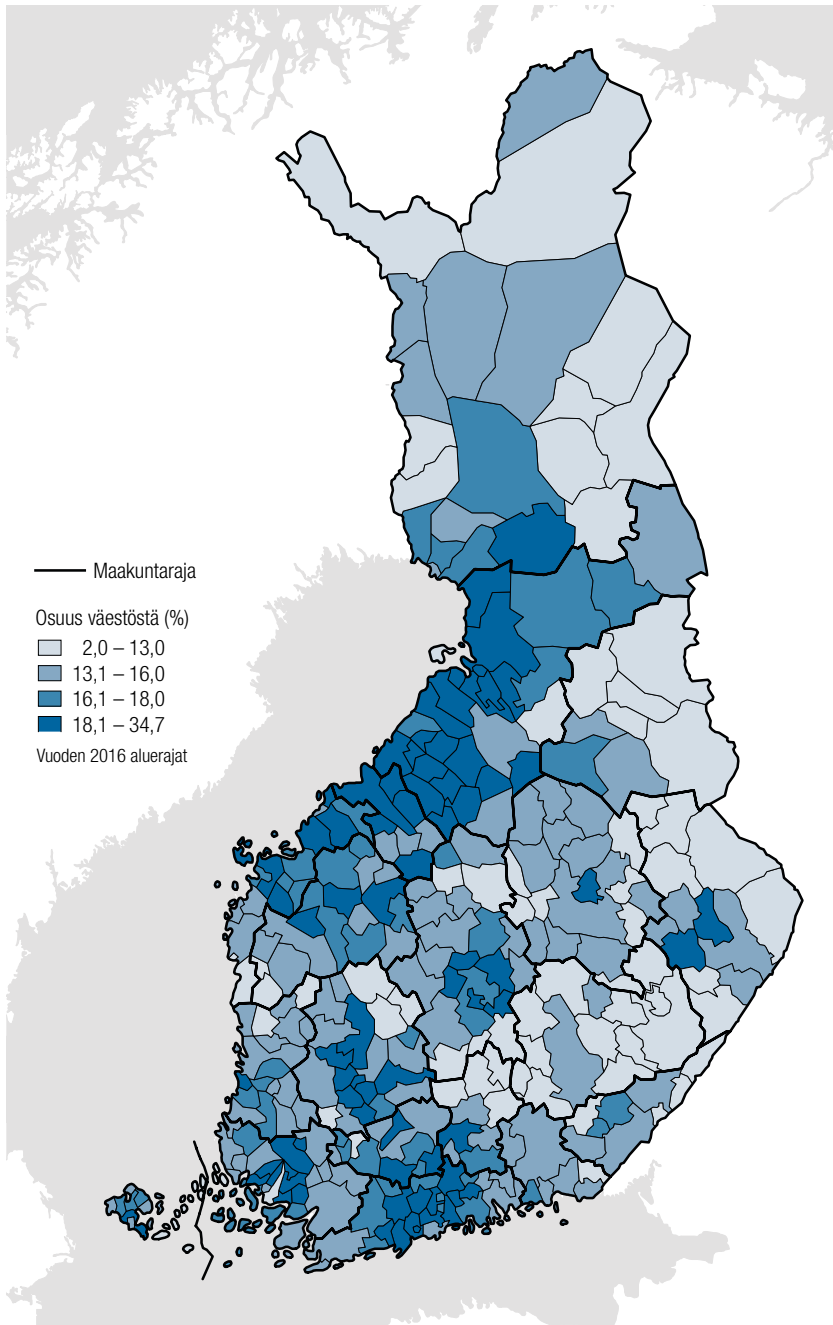 Maakuntaraja
Osuus väestöstä (%)
2,0 – 13,0
13,1 – 16,0
16,1 – 18,0
18,1 – 34,7
Vuoden 2016 aluerajat